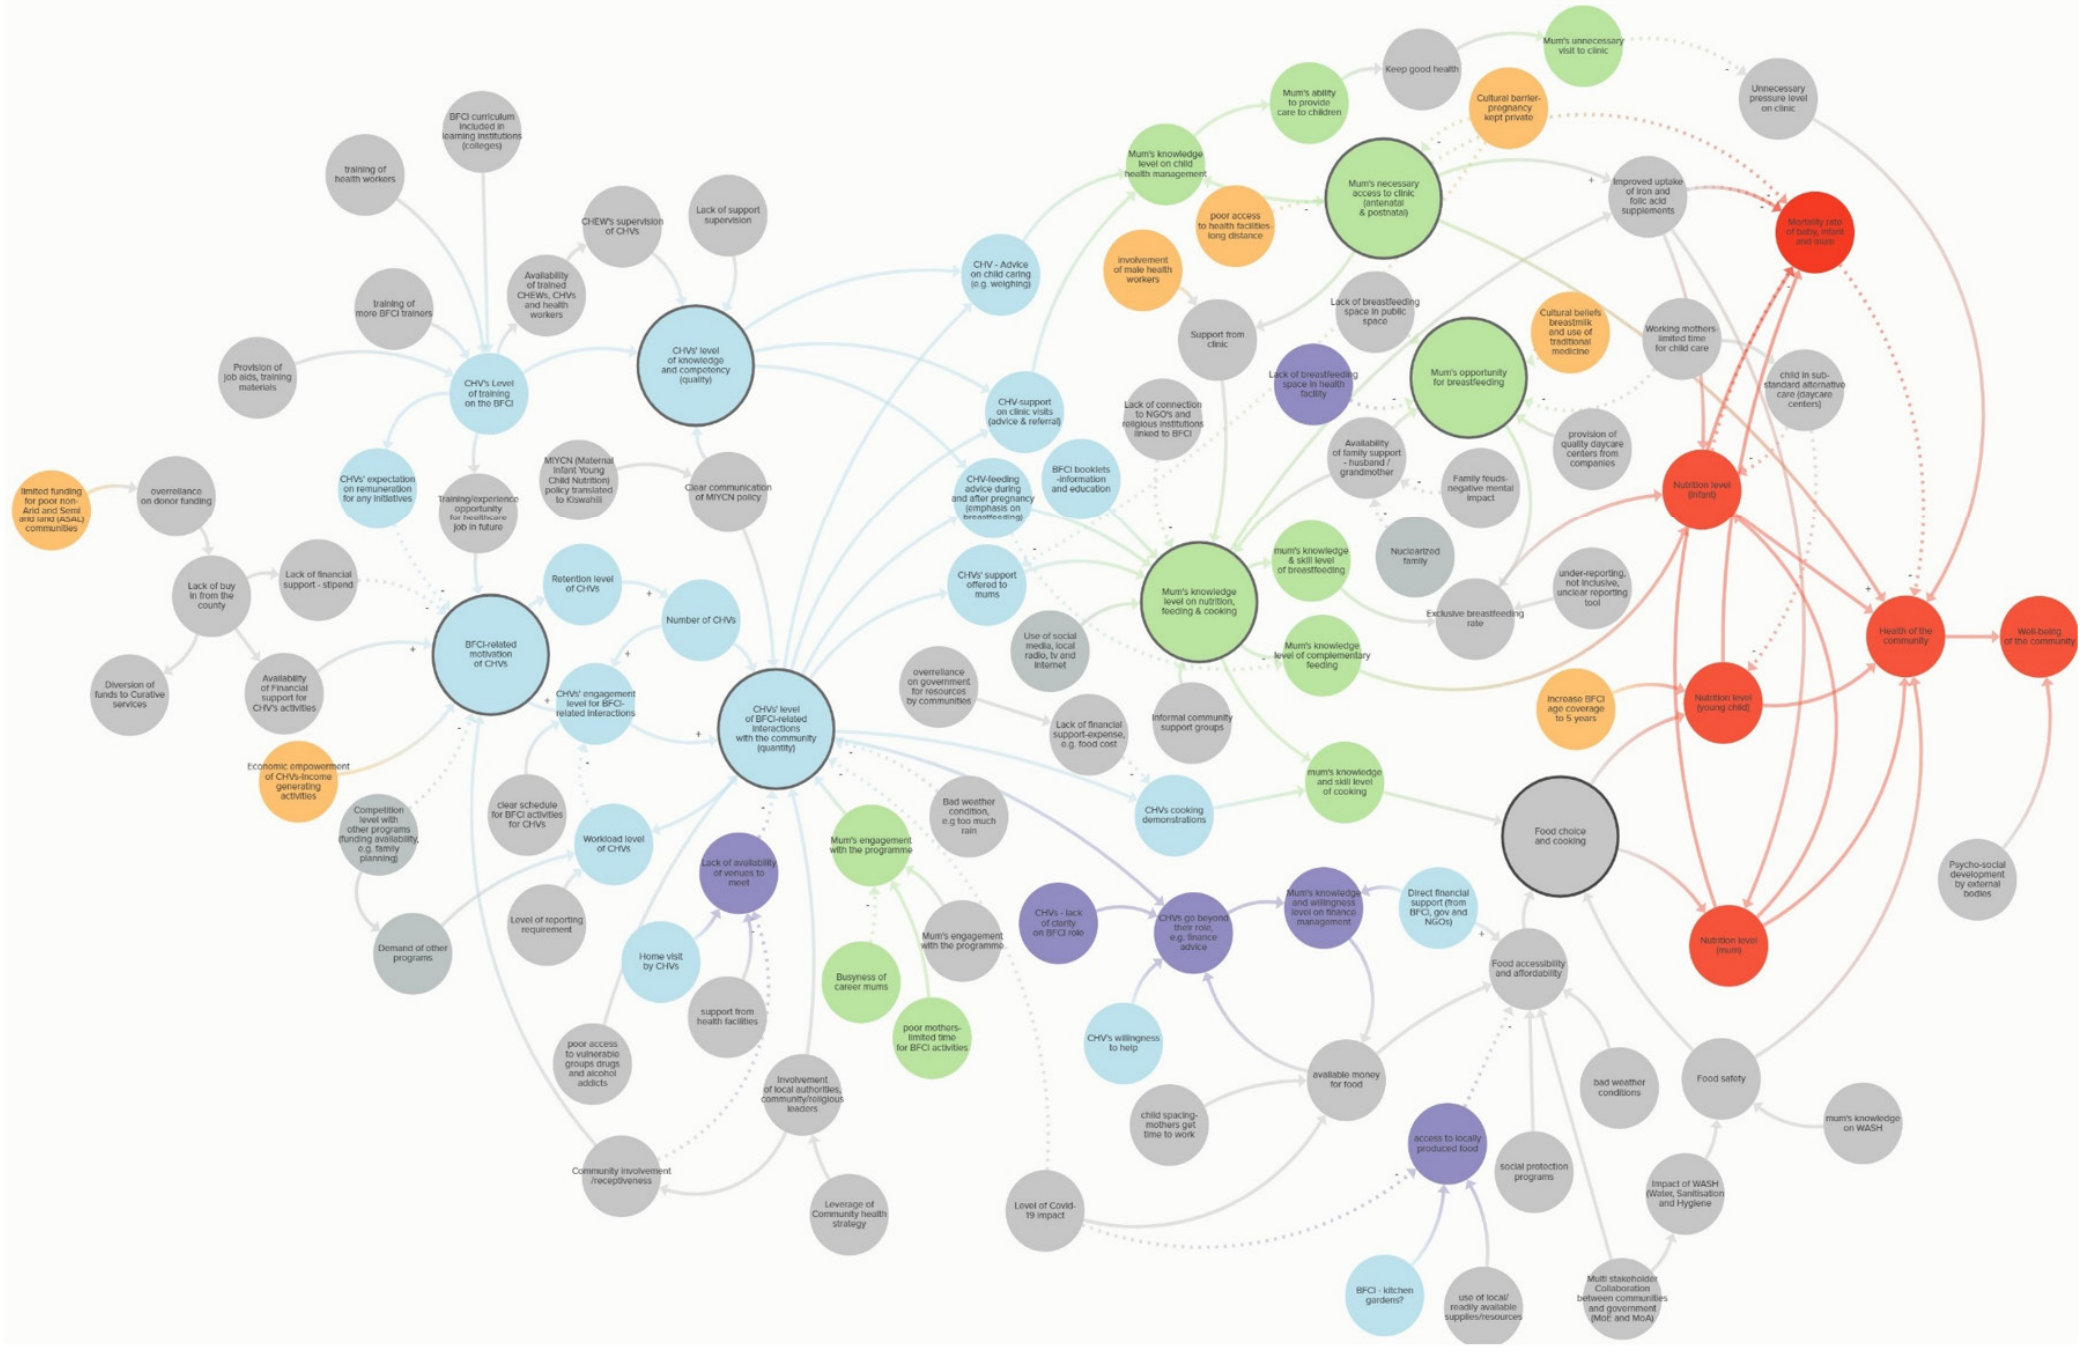 Mum's unnecessary
visit to clinic
Keep good health
Mum's ability
to provide
care to children
Cultural barrier-
pregnancy
kept private
Unnecessary
pressure level
on clinic
BFCI curriculum
included in
learning institutions
(colleges)
training of
health workers
Mum's knowledge
level on child
health management
Mum's necessary
access to clinic
(antenatal
& postnatal)
Improved uptake
of iron and
folic acid
supplements
Mortality rate
of baby, infant
and mum
CHEW's supervision
of CHVs
Lack of support
supervision
poor access
to health facilities-
long distance
involvement
of male health
workers
CHV - Advice
on child caring
(e.g. weighing)
Availability
of trained
CHEWs, CHVs
and health
workers
training of
more BFCI trainers
Support from
clinic
Lack of breastfeeding
space in public
space
Cultural beliefs
breastmilk
and use of
traditional
medicine
Working mothers-
limited time
for child care
Provision of
job aids, training
materials
CHV's Level
of training
on the BFCI
CHVs' level
of knowledge
and competency
(quality)
CHV-support
on clinic visits
(advice & referral)
Lack of connection
to NGO's and
religious institutions
linked to BFCI
Lack of breastfeeding
space in health
facility
Mum's opportunity
for breastfeeding
child in sub-
standard alternative
care (daycare
centers)
Availability
of family support
- husband /
grandmother
provision of
quality daycare
centers from
companies
limited funding
for poor non-
Arid and Semi
arid land (ASAL)
communities
overreliance
on donor funding
CHVs' expectation
on remuneration
for any initiatives
Training/experience
opportunity
for healthcare
job in future
MIYCN (Maternal
Infant Young
Child Nutrition)
policy translated
to Kiswahili
Clear communication
of MIYCN policy
CHV-feeding
advice during
and after pregnancy
(emphasis on
breastfeeding)
BFCI booklets
-information
and education
Family feuds-
negative mental
impact
Nutrition level
(infant)
Lack of buy
in from the
county
Lack of financial
support - stipend
Retention level
of CHVs
Number of CHVs
CHVs' support
offered to
mums
Mum's knowledge
level on nutrition,
feeding & cooking
mum's knowledge
& skill level
of breastfeeding
Nuclearized
family
Exclusive breastfeeding
rate
under-reporting,
not inclusive,
unclear reporting
tool
Health of the
community
Well-being
of the community
Diversion of
funds to Curative
services
Availability
of Financial
support for
CHV's activities
BFCI-related
motivation
of CHVs
CHVs' engagement
level for BFCI-
related interactions
CHVs' level
of BFCI-related
interactions
with the community
(quantity)
Use of social
media, local
radio, tv and
Internet
Mum's knowledge
level of complementary
feeding
overreliance
on government
for resources
by communities
Lack of financial
support-expense,
e.g. food cost
Informal community
support groups
Increase BFCI
age coverage
to 5 years
Nutrition level
(young child)
Economic empowerment
of CHVs-Income
generating
activities
Competition
level with
other programs
(funding availability,
e.g. family
planning)
clear schedule
for BFCI activities
for CHVs
Workload level
of CHVs
Lack of availability
of venues to
meet
Mum's engagement
with the programme
Bad weather
condition,
e.g too much
rain
CHVs cooking
demonstrations
mum's knowledge
and skill level
of cooking
Food choice
and cooking
Psycho-social
development
by external
bodies
Demand of other
programs
Level of reporting
requirement
Home visit
by CHVs
support from
health facilities
Busyness of
career mums
Mum's engagement
with the programme
poor mothers-
limited time
for BFCI activities
CHVs - lack
of clarity
on BFCI role
CHVs go beyond
their role,
e.g. finance
advice
Mum's knowledge
and willingness
level on finance
management
Direct financial
support (from
BFCI, gov and
NGOs)
Food accessibility
and affordability
Nutrition level
(mum)
poor access
to vulnerable
groups drugs
and alcohol
addicts
Involvement
of local authorities,
community/religious
leaders
CHV's willingness
to help
available money
for food
child spacing-
mothers get
time to work
bad weather
conditions
Food safety
mum's knowledge
on WASH
access to locally
produced food
social protection
programs
Impact of WASH
(Water, Sanitisation
and Hygiene
Community involvement
/receptiveness
Leverage of
Community health
strategy
Level of Covid-
19 impact
BFCI - kitchen
gardens?
use of local/
readily available
supplies/resources
Multi stakeholder
Collaboration
between communities
and government
(MoE and MoA)